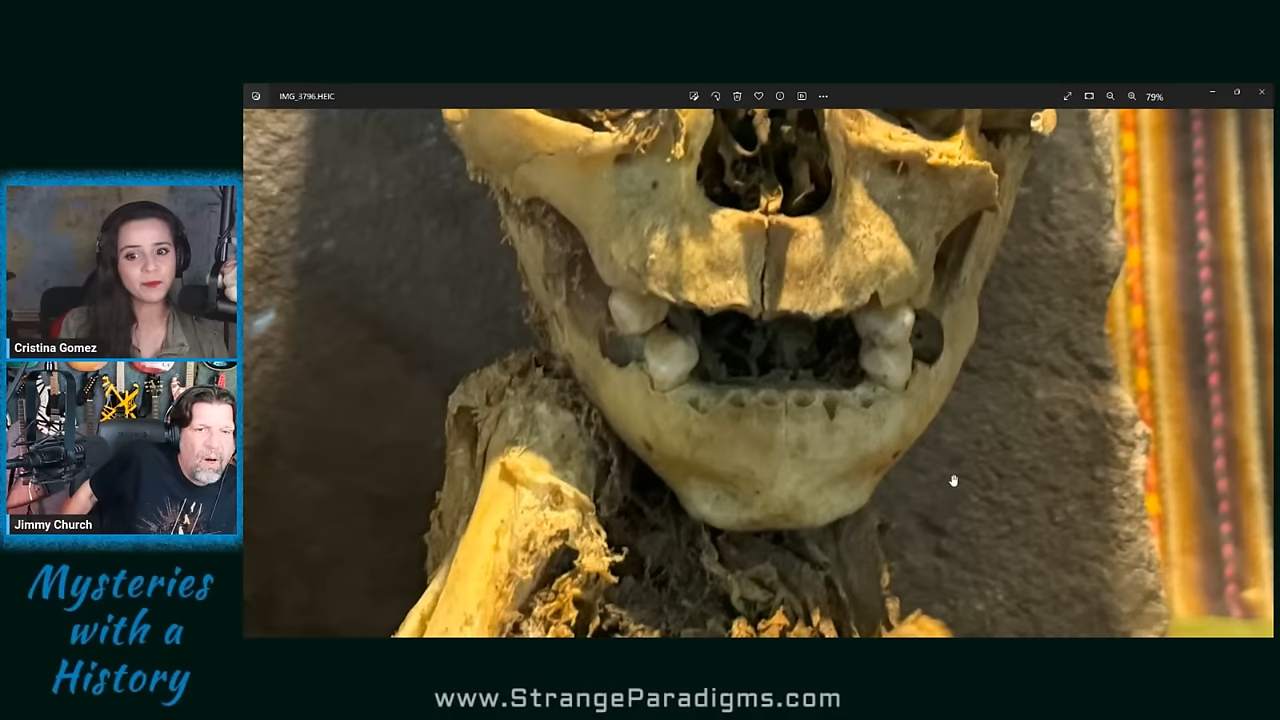 IMG_3796.HEIC
79%
Cristina Gomez
Jimmy Church
Mysteries
with a
History
www.StrangeParadigms.com